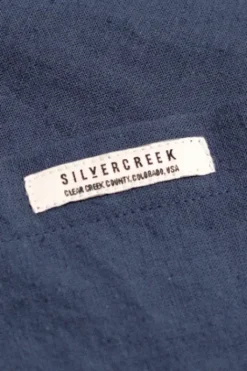 SILVERCREEK
CLEAR CREEK COUNTY, COLORADO, USA